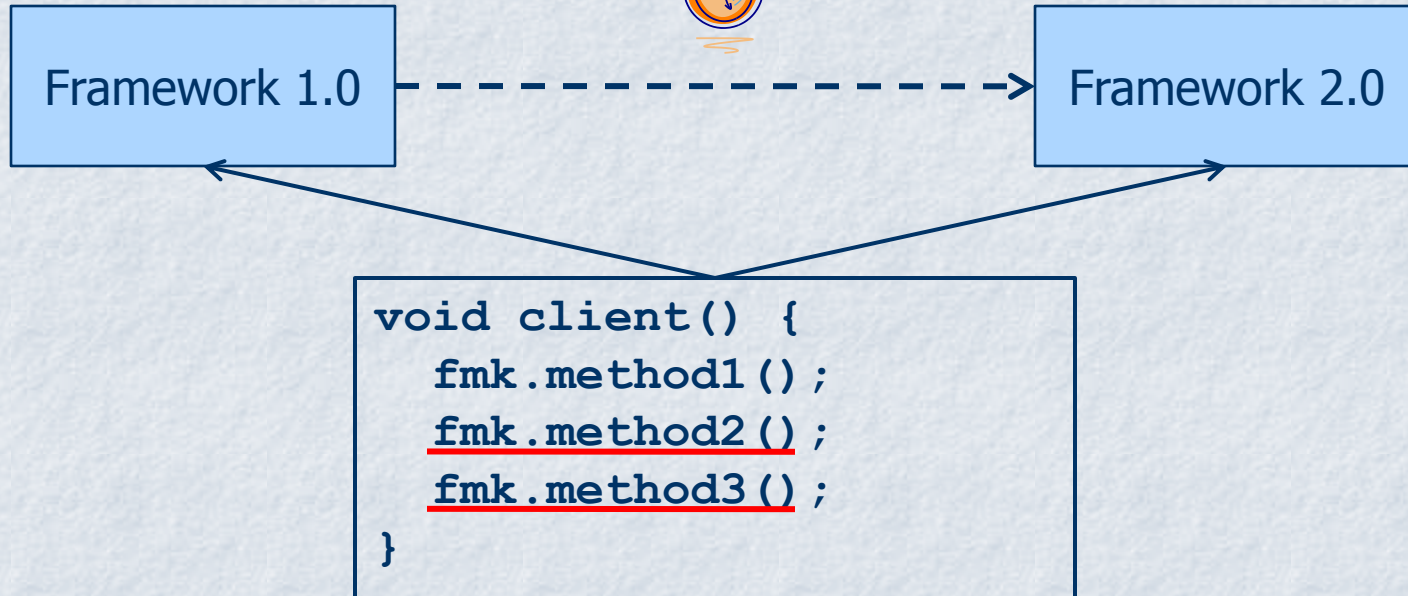 Framework 1.0
Framework 2.0
void client() {
fmk.method1();
fmk.method2();
fmk.method3();
}